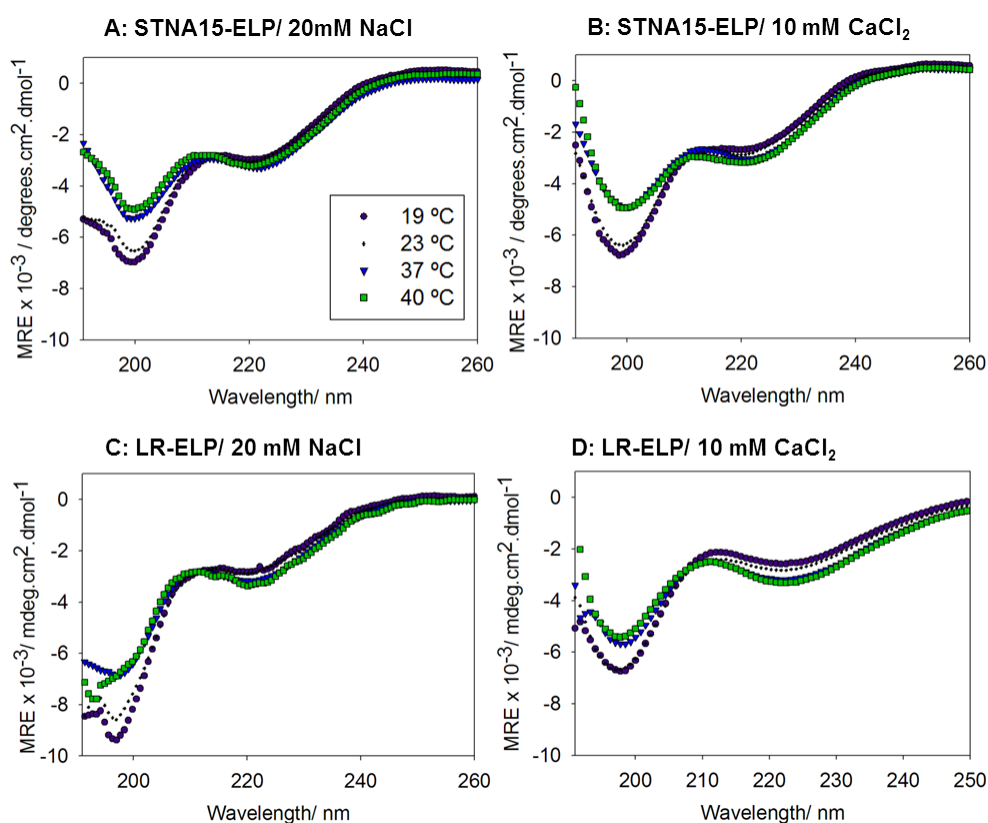 A: STNA15-ELP/ 20mM NaCl
MRE x 10⁻³ / degrees.cm².dmol⁻¹
0
-2
-4
-6
-8
-10
19 ºC
23 ºC
37 ºC
40 ºC
200
220
240
260
Wavelength/ nm
B: STNA15-ELP/ 10 mM CaCl₂
MRE x 10⁻³ / degrees.cm².dmol⁻¹
0
-2
-4
-6
-8
-10
200
220
240
260
Wavelength/ nm
C: LR-ELP/ 20 mM NaCl
MRE x 10⁻³/ mdeg.cm².dmol⁻¹
0
-2
-4
-6
-8
-10
200
220
240
260
Wavelength/ nm
D: LR-ELP/ 10 mM CaCl₂
MRE x 10⁻³/ mdeg.cm².dmol⁻¹
0
-2
-4
-6
-8
-10
200
210
220
230
240
250
Wavelength/ nm